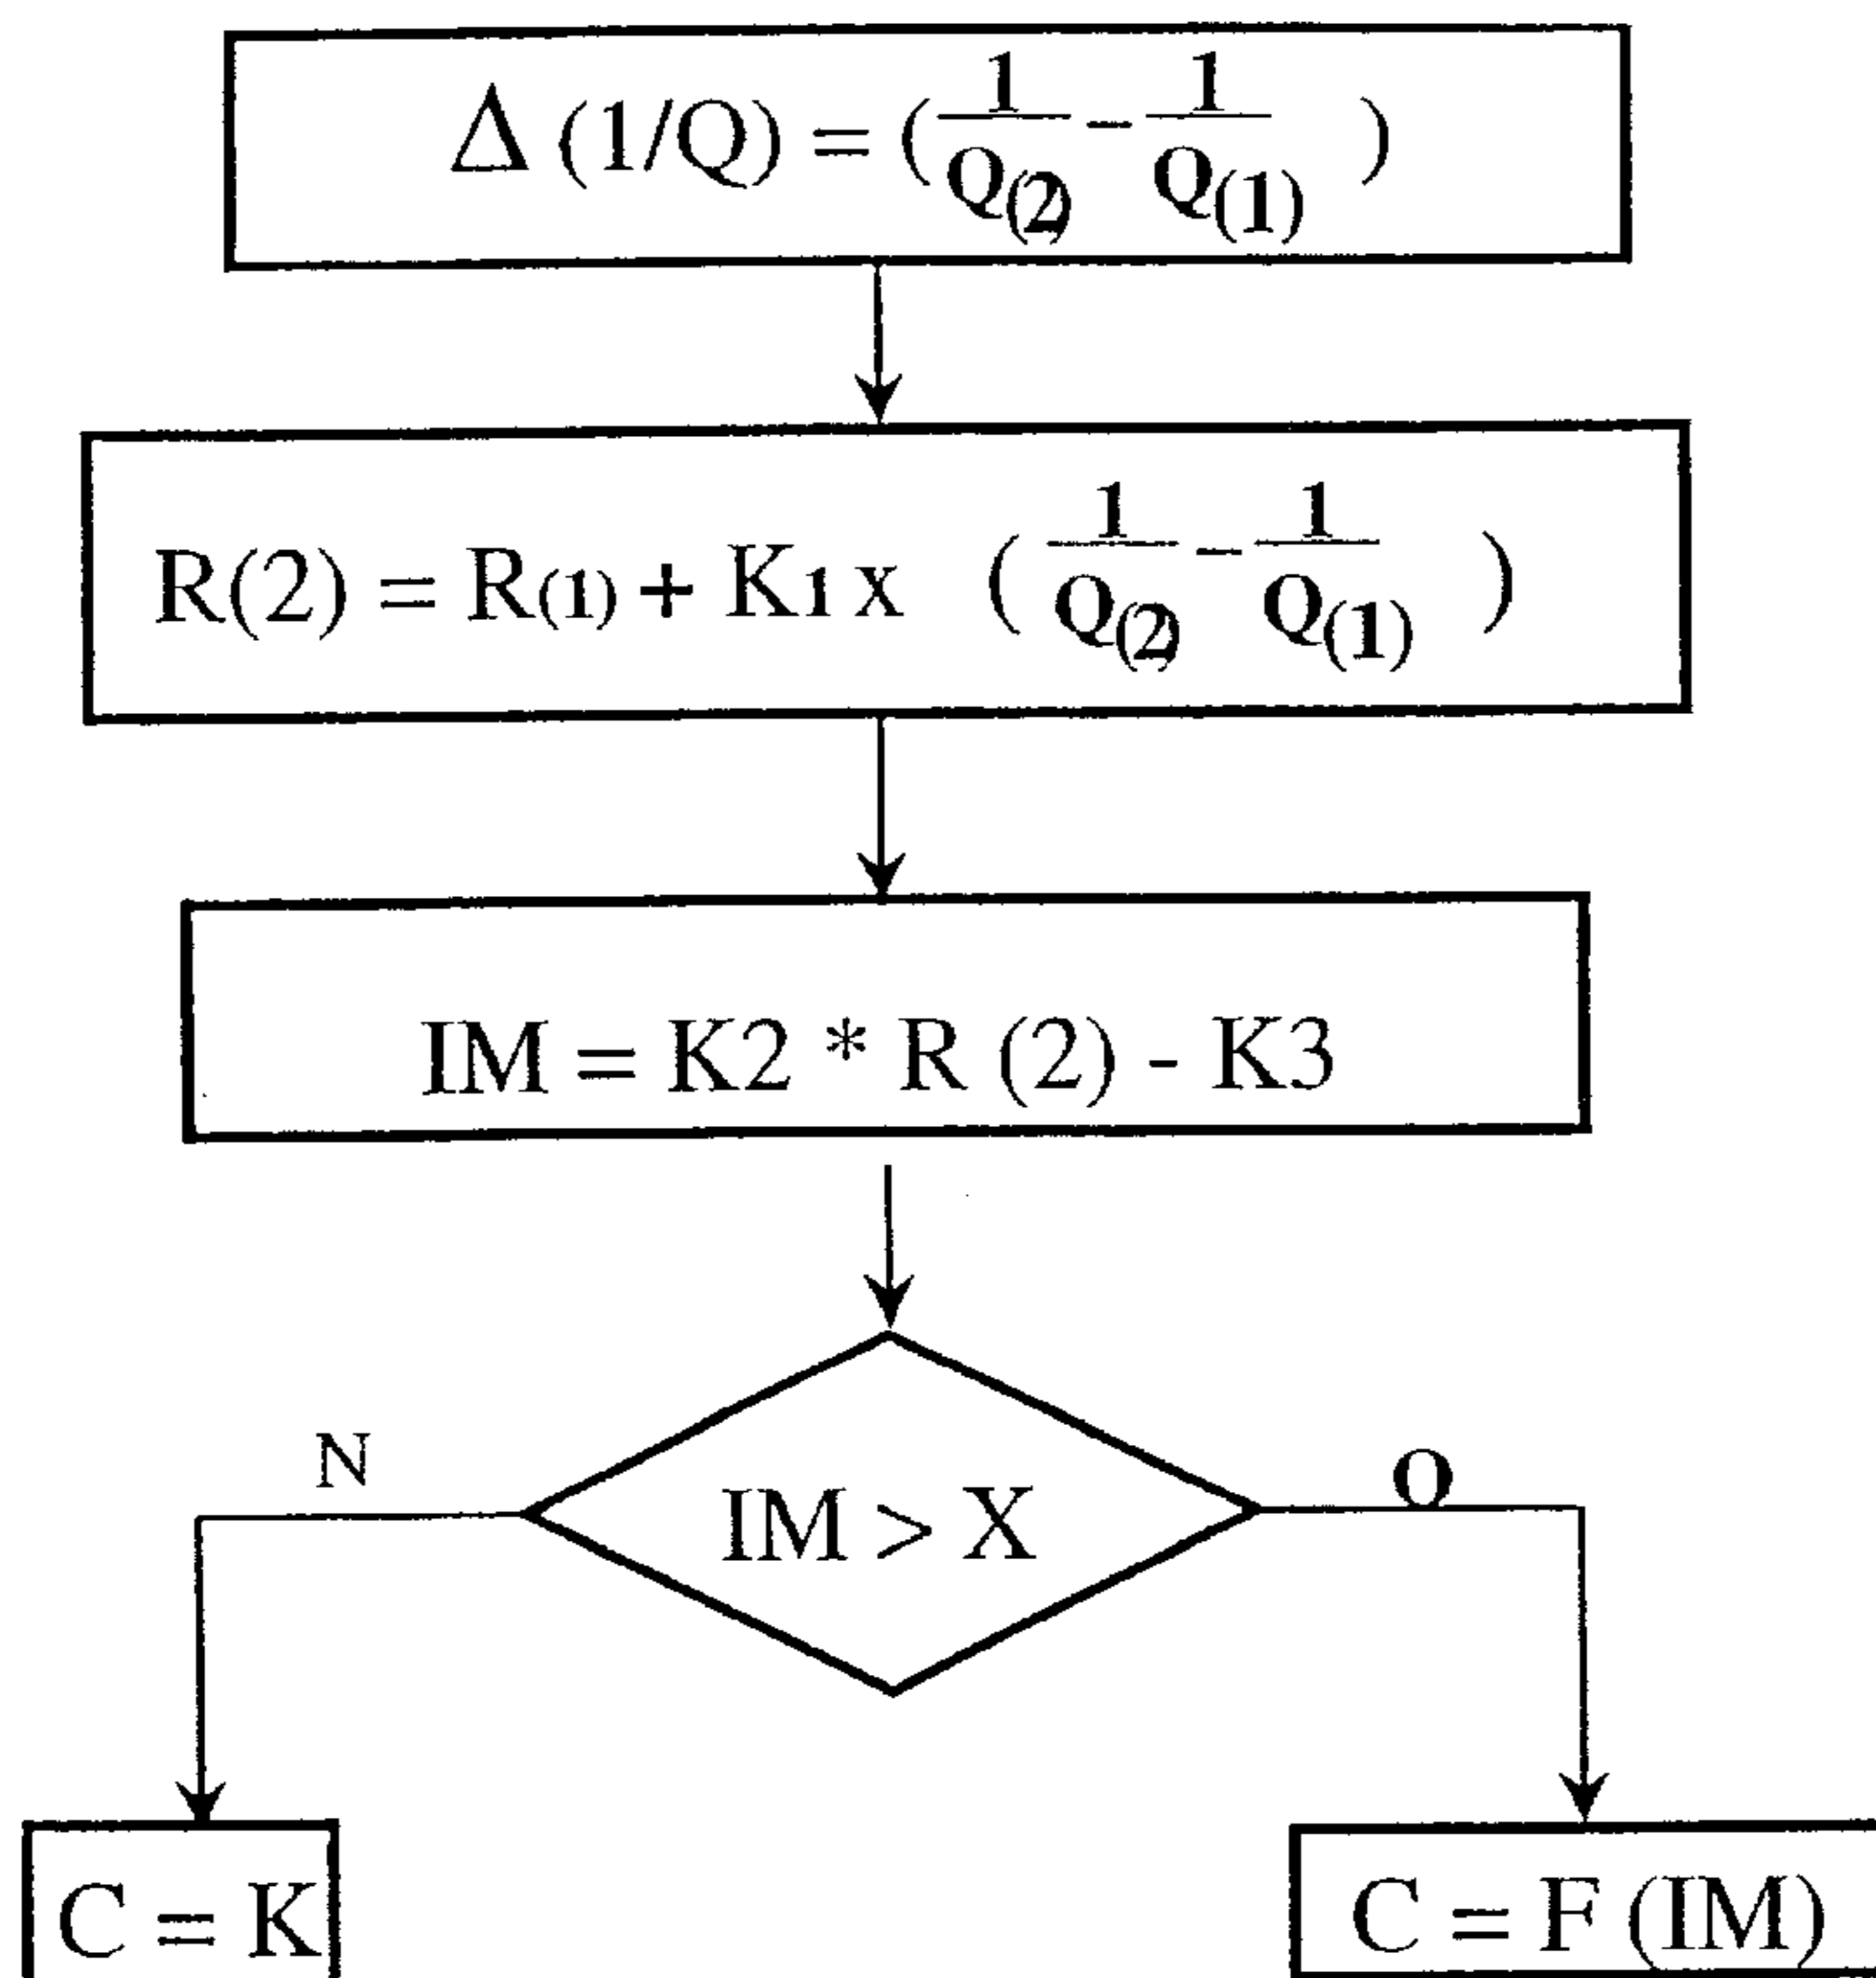 Δ (1/Q) = (1/Q(2) - 1/Q(1))
R(2) = R(1) + K1 x (1/Q(2) - 1/Q(1))
IM = K2 * R (2) - K3
N
O
IM > X
C = K
C = F (IM)